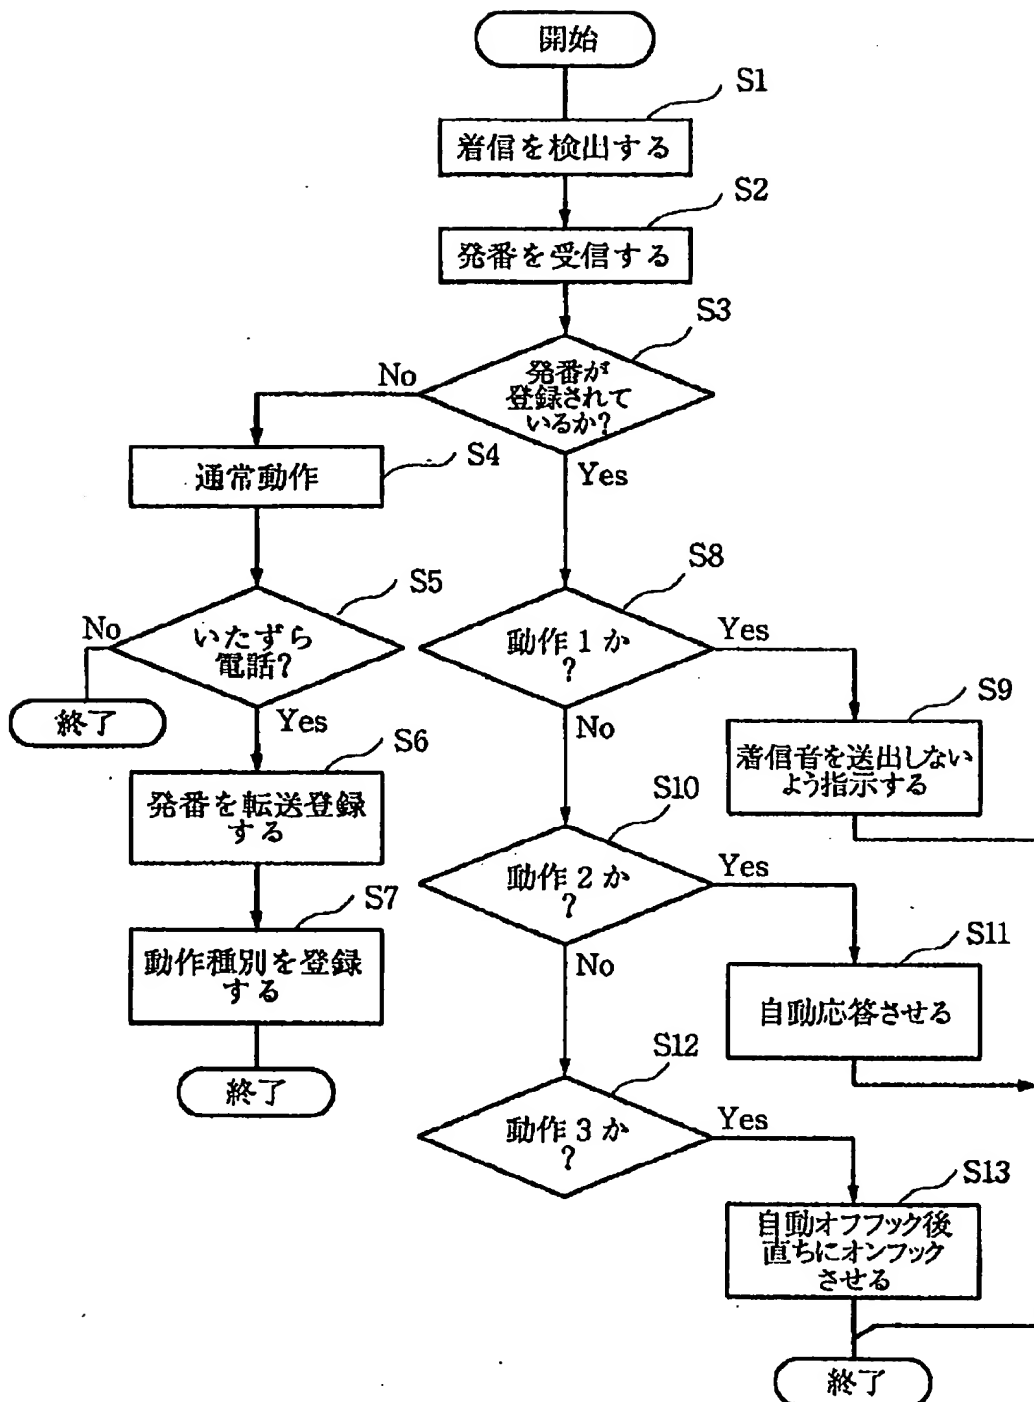 開始
S1
着信を検出する
S2
発番を受信する
S3
発番が
登録されて
いるか?
No
Yes
S4
通常動作
S5
いたずら
電話?
No
終了
Yes
S6
発番を転送登録
する
S7
動作種別を登録
する
終了
S8
動作1か
?
Yes
No
S9
着信音を送出しない
よう指示する
S10
動作2か
?
Yes
No
S11
自動応答させる
S12
動作3か
?
Yes
S13
自動オフフック後
直ちにオンフック
させる
終了